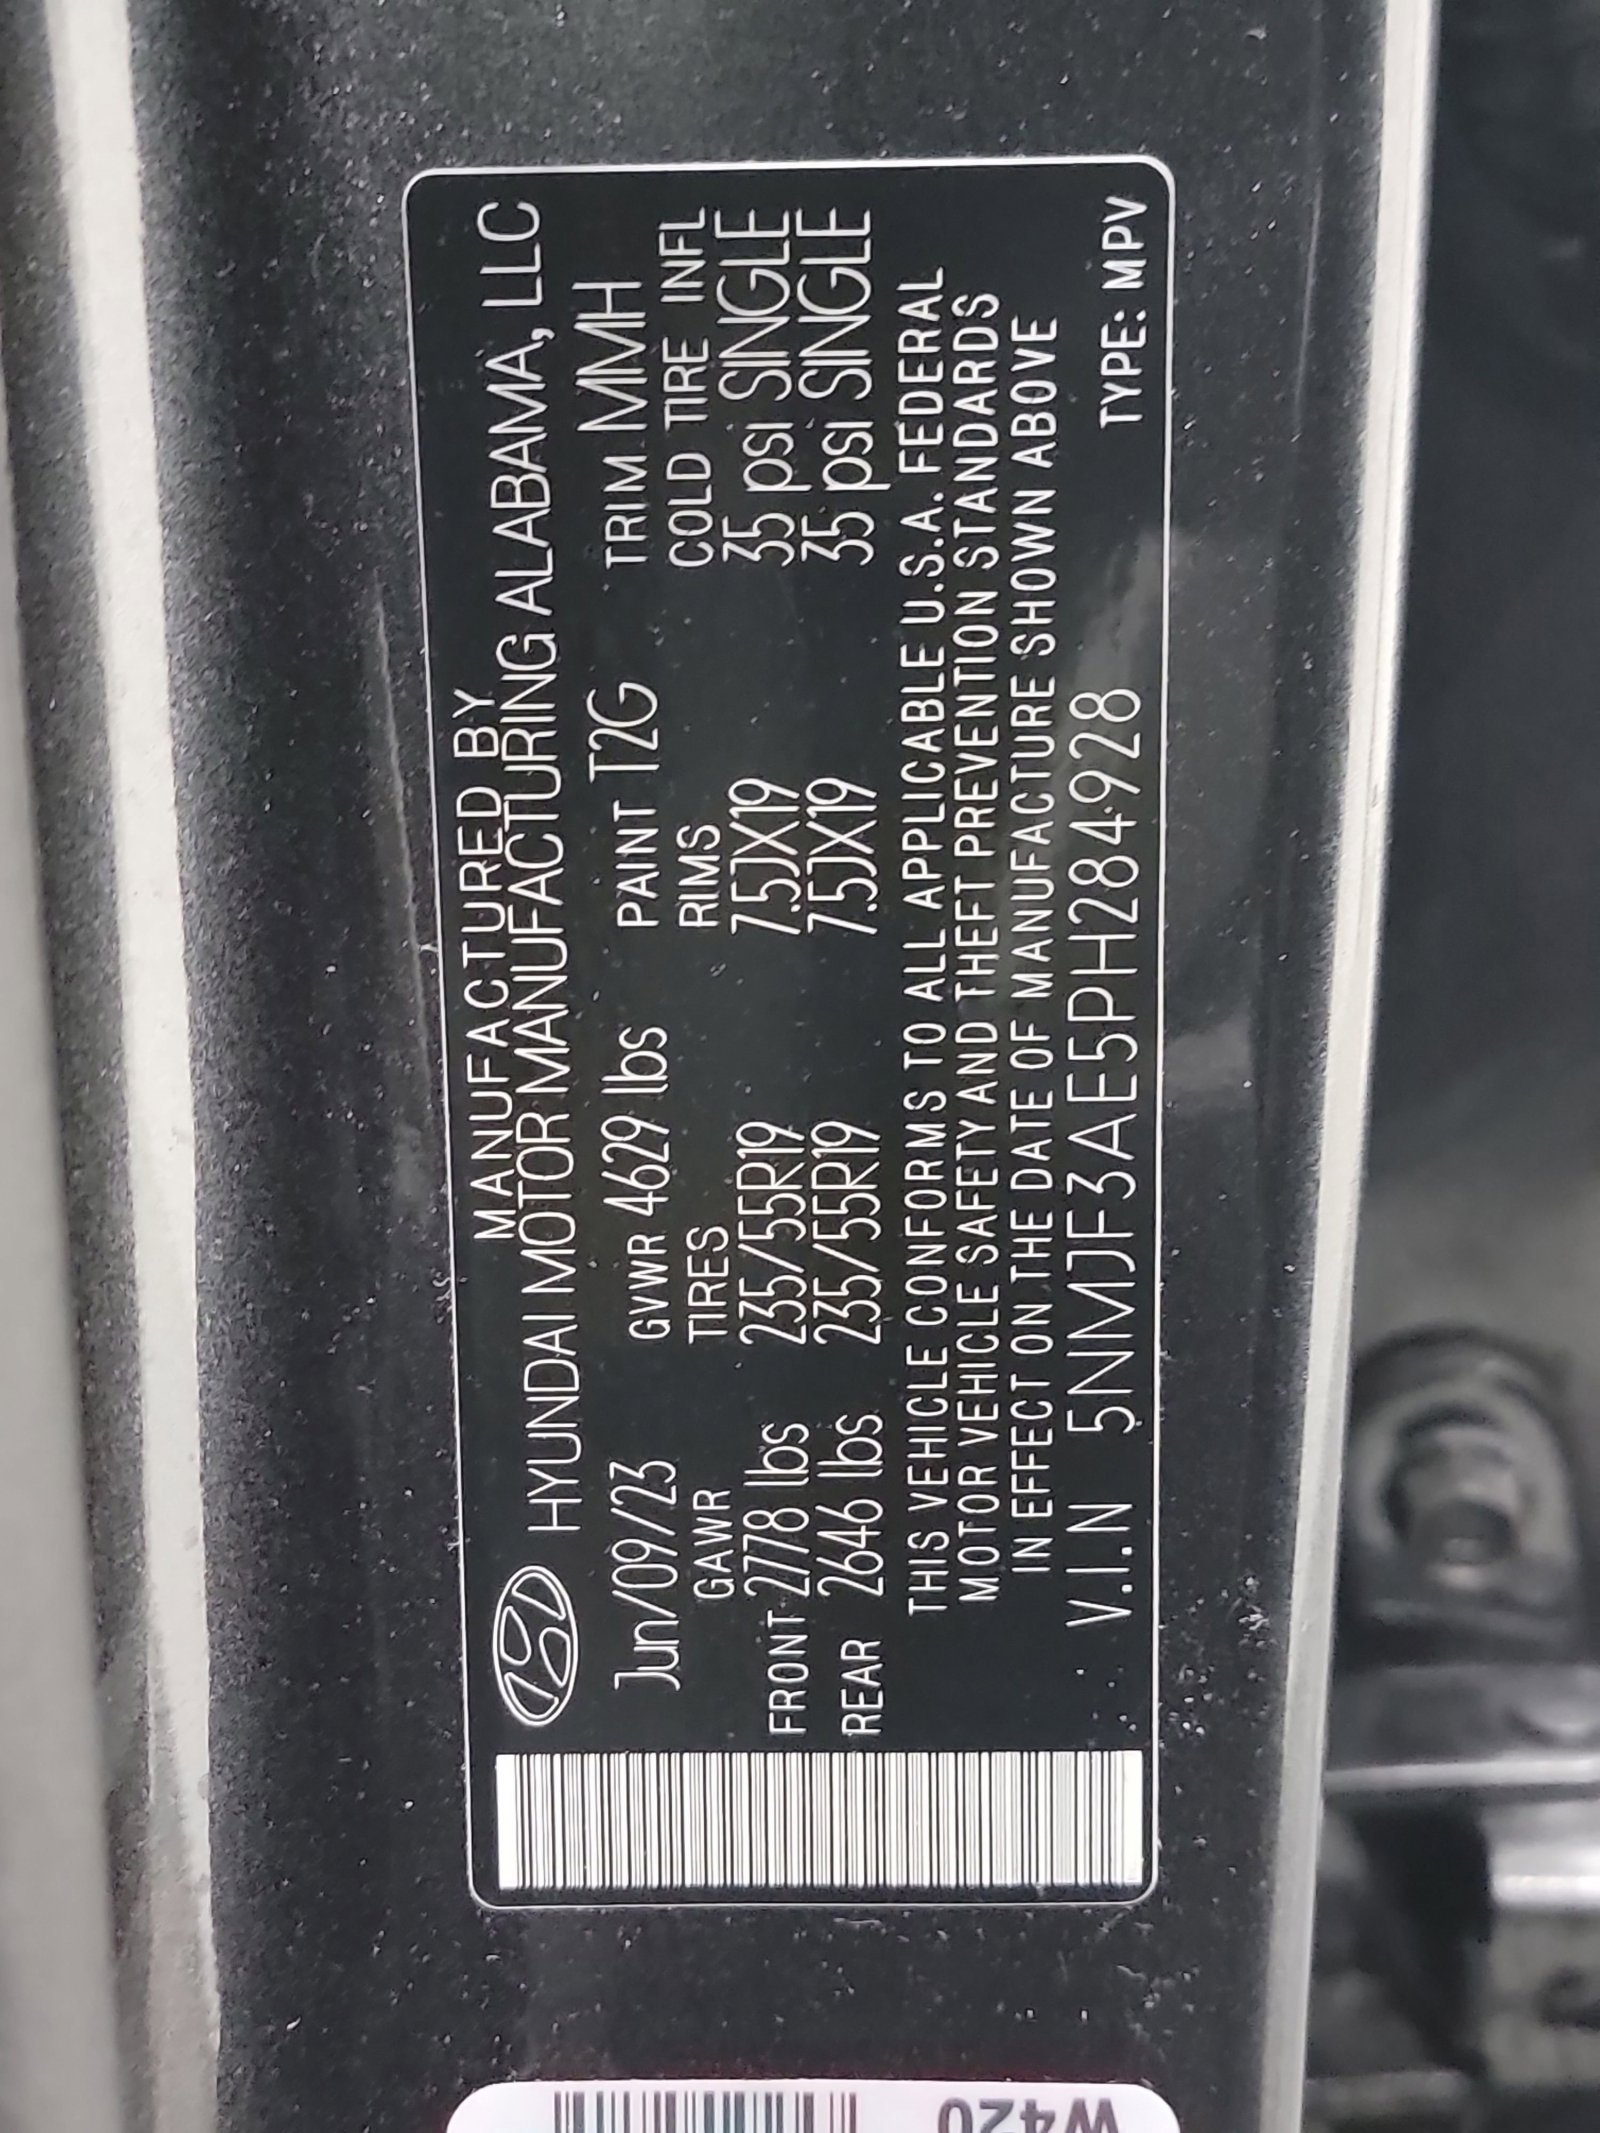 MANUFACTURED BY
HYUNDAI MOTOR MANUFACTURING ALABAMA, LLC
Jun/09/23 GVWR 4629 lbs PAINT T2G TRIM MMH
GAWR TIRES RIMS COLD TIRE INFL
FRONT 2778 lbs 235/55R19 7.5JX19 35 psi SINGLE
REAR 2646 lbs 235/55R19 7.5JX19 35 psi SINGLE
THIS VEHICLE CONFORMS TO ALL APPLICABLE U.S.A. FEDERAL
MOTOR VEHICLE SAFETY AND THEFT PREVENTION STANDARDS
IN EFFECT ON THE DATE OF MANUFACTURE SHOWN ABOVE
V.I.N 5NMJF3AE5PH284928 TYPE: MPV
W420